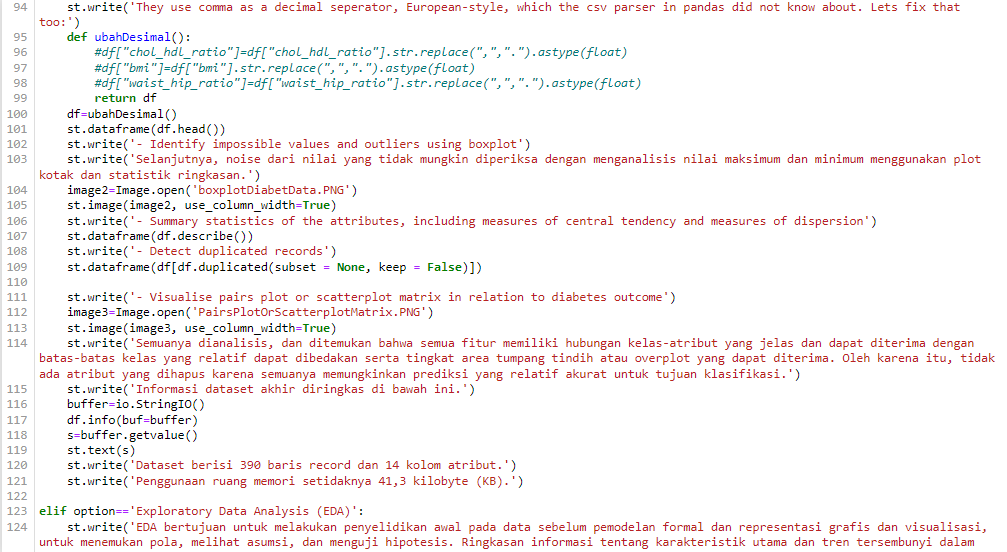 94 st.write('They use comma as a decimal seperator, European-style, which the csv parser in pandas did not know about. Lets fix that
too:')
95 def ubahDesimal():
96 #df["chol_hdl_ratio"]=df["chol_hdl_ratio"].str.replace(",",".").astype(float)
97 #df["bmi"]=df["bmi"].str.replace(",",".").astype(float)
98 #df["waist_hip_ratio"]=df["waist_hip_ratio"].str.replace(",",".").astype(float)
99 return df
100 df=ubahDesimal()
101 st.dataframe(df.head())
102 st.write('- Identify impossible values and outliers using boxplot')
103 st.write('Selanjutnya, noise dari nilai yang tidak mungkin diperiksa dengan menganalisis nilai maksimum dan minimum menggunakan plot
kotak dan statistik ringkasan.')
104 image2=Image.open('boxplotDiabetData.PNG')
105 st.image(image2, use_column_width=True)
106 st.write('- Summary statistics of the attributes, including measures of central tendency and measures of dispersion')
107 st.dataframe(df.describe())
108 st.write('- Detect duplicated records')
109 st.dataframe(df[df.duplicated(subset = None, keep = False)])
110
111 st.write('- Visualise pairs plot or scatterplot matrix in relation to diabetes outcome')
112 image3=Image.open('PairsPlotOrScatterplotMatrix.PNG')
113 st.image(image3, use_column_width=True)
114 st.write('Semuanya dianalisis, dan ditemukan bahwa semua fitur memiliki hubungan kelas-atribut yang jelas dan dapat diterima dengan
batas-batas kelas yang relatif dapat dibedakan serta tingkat area tumpang tindih atau overplot yang dapat diterima. Oleh karena itu, tidak
ada atribut yang dihapus karena semuanya memungkinkan prediksi yang relatif akurat untuk tujuan klasifikasi.')
115 st.write('Informasi dataset akhir diringkas di bawah ini.')
116 buffer=io.StringIO()
117 df.info(buf=buffer)
118 s=buffer.getvalue()
119 st.text(s)
120 st.write('Dataset berisi 390 baris record dan 14 kolom atribut.')
121 st.write('Penggunaan ruang memori setidaknya 41,3 kilobyte (KB).')
122
123 elif option=='Exploratory Data Analysis (EDA)':
124 st.write('EDA bertujuan untuk melakukan penyelidikan awal pada data sebelum pemodelan formal dan representasi grafis dan visualisasi,
untuk menemukan pola, melihat asumsi, dan menguji hipotesis. Ringkasan informasi tentang karakteristik utama dan tren tersembunyi dalam